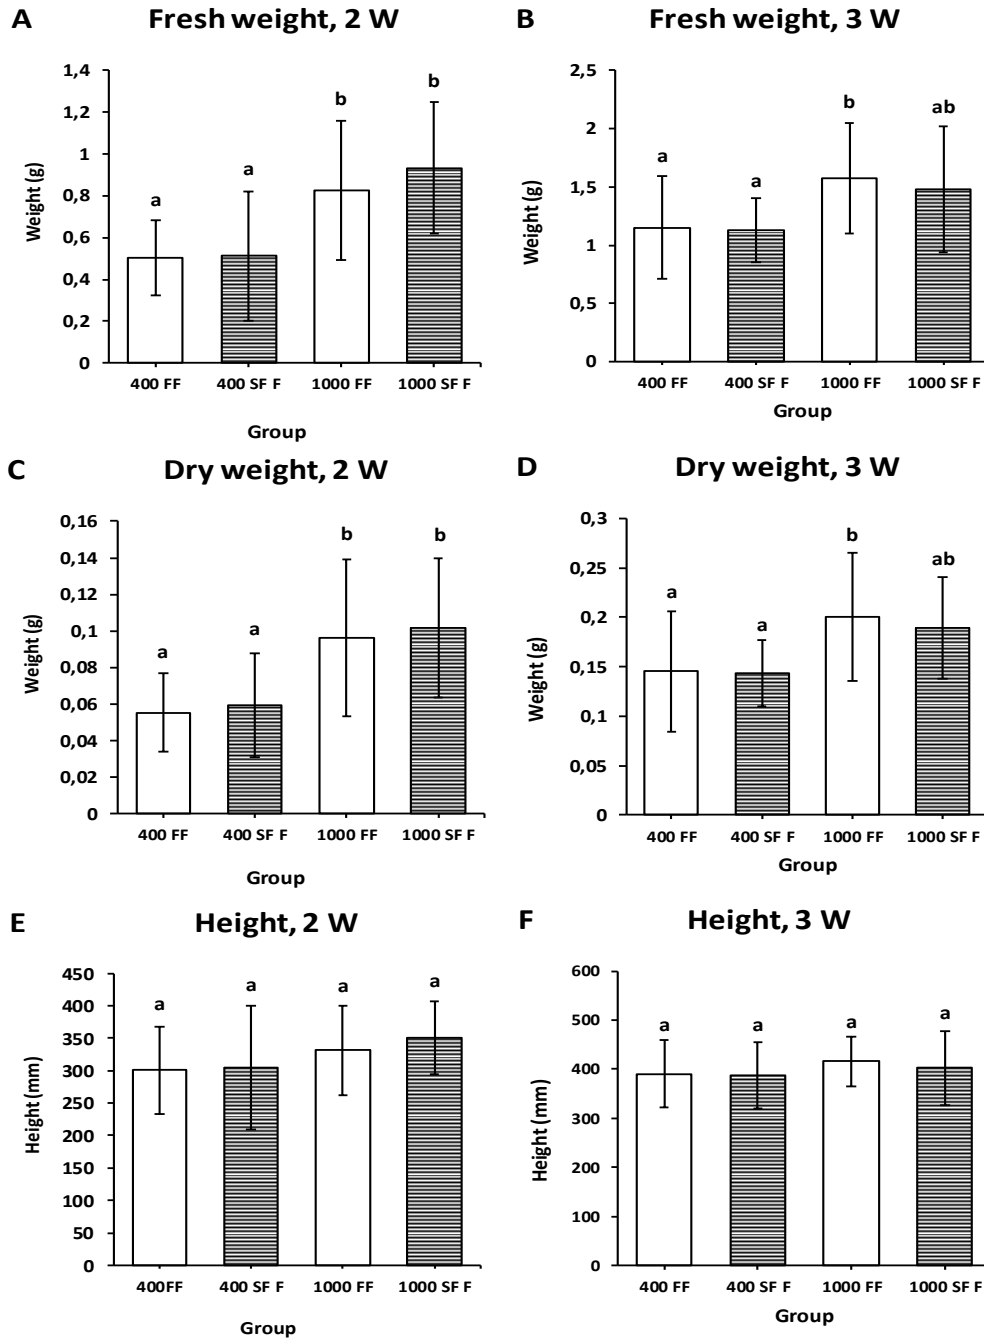 A Fresh weight, 2 W
Weight (g)
1,4
1,2
1
0,8
0,6
0,4
0,2
0
a
a
b
b
400 FF 400 SF F 1000 FF 1000 SF F
Group
B Fresh weight, 3 W
Weight (g)
2,5
2
1,5
1
0,5
0
a
a
b
ab
400 FF 400 SF F 1000 FF 1000 SF F
Group
C Dry weight, 2 W
Weight (g)
0,16
0,14
0,12
0,1
0,08
0,06
0,04
0,02
0
a
a
b
b
400 FF 400 SF F 1000 FF 1000 SF F
Group
D Dry weight, 3 W
Weight (g)
0,3
0,25
0,2
0,15
0,1
0,05
0
a
a
b
ab
400 FF 400 SF F 1000 FF 1000 SF F
Group
E Height, 2 W
Height (mm)
450
400
350
300
250
200
150
100
50
0
a
a
a
a
400FF 400 SF F 1000 FF 1000 SF F
Group
F Height, 3 W
Height (mm)
600
500
400
300
200
100
0
a
a
a
a
400 FF 400 SF F 1000 FF 1000 SF F
Group